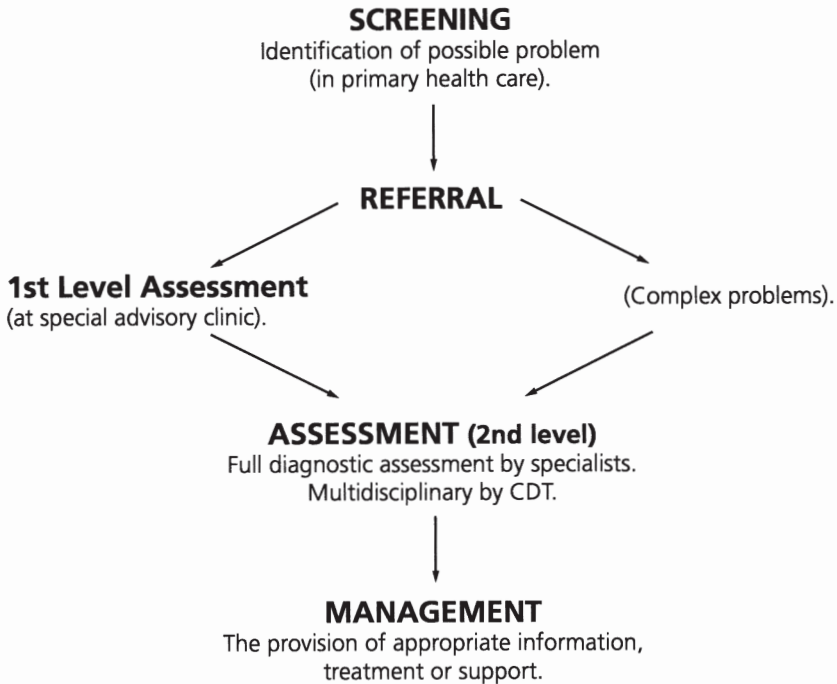 SCREENING
Identification of possible problem
(in primary health care).
REFERRAL
1st Level Assessment
(at special advisory clinic).
(Complex problems).
ASSESSMENT (2nd level)
Full diagnostic assessment by specialists.
Multidisciplinary by CDT.
MANAGEMENT
The provision of appropriate information,
treatment or support.